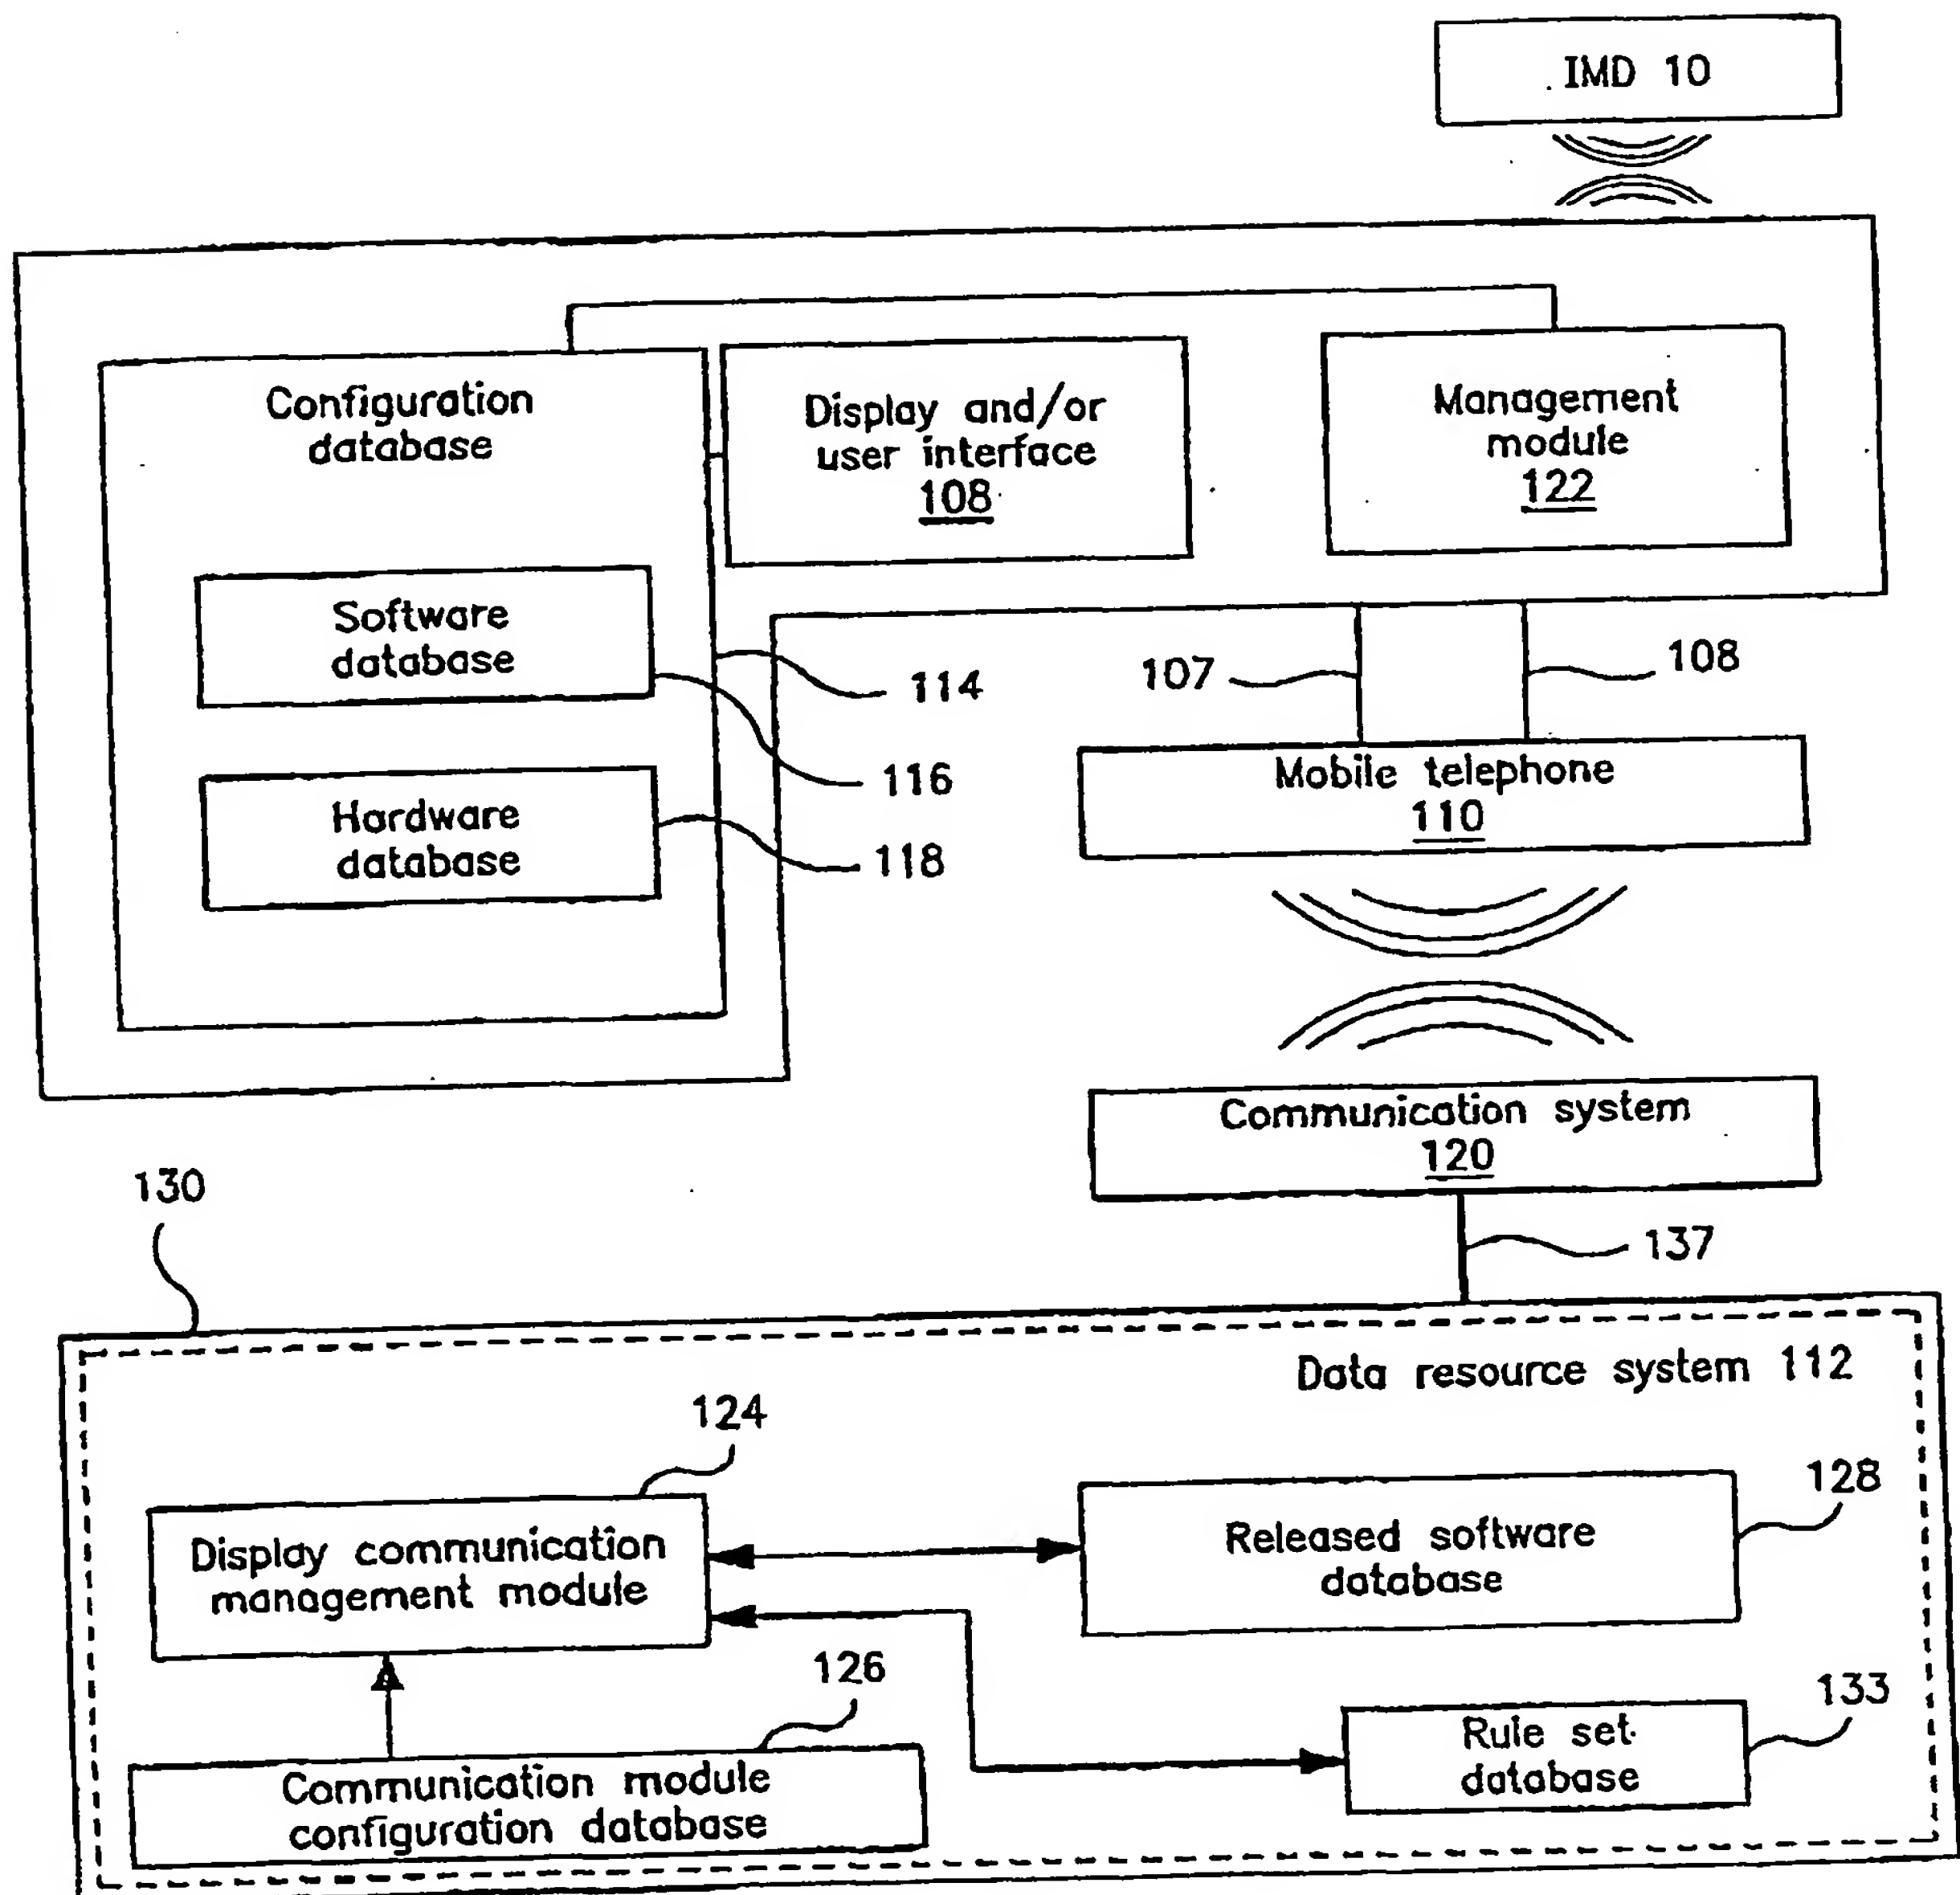 IMD 10
Configuration
database
Display and/or
user interface
108
Management
module
122
Software
database
Hardware
database
114
116
118
107
108
Mobile telephone
110
Communication system
120
137
130
Data resource system 112
124
Display communication
management module
128
Released software
database
126
Communication module
configuration database
133
Rule set
database